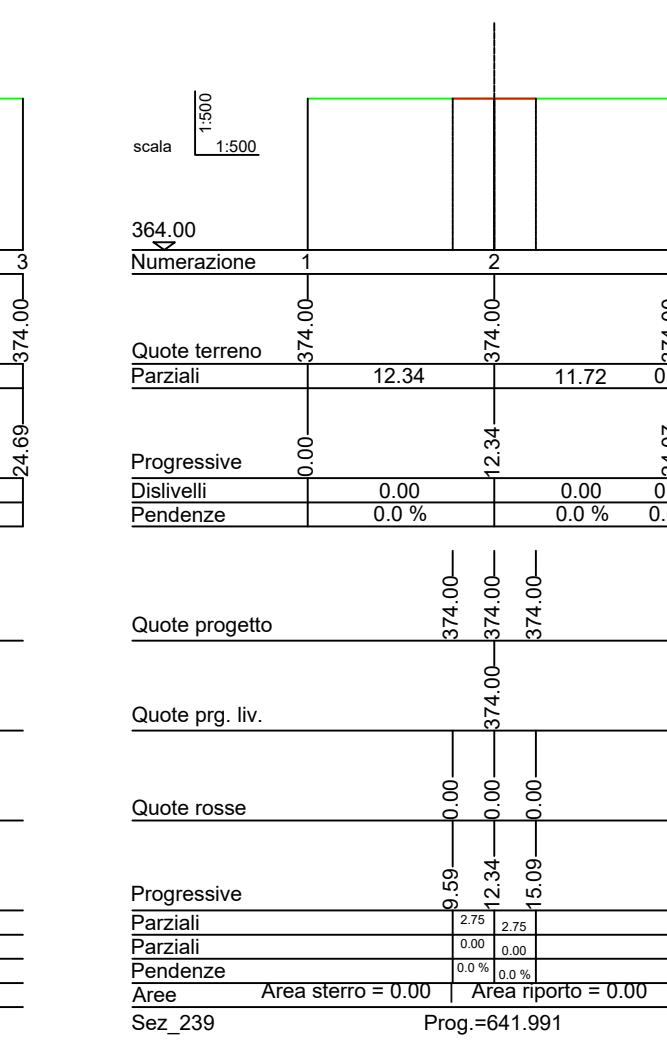 1:500
scala 1:500
364.00
3 Numerazione 1 2
374.00 Quote terreno 374.00 374.00
Parziali 12.34 11.72
24.69 Progressive 0.00 12.34
Dislivelli 0.00 0.00
Pendenze 0.0 % 0.0 %
Quote progetto 374.00 374.00 374.00
Quote prg. liv. 374.00
Quote rosse 0.00 0.00 0.00
Progressive 9.59 12.34 15.09
Parziali 2.75 2.75
Parziali 0.00 0.00
Pendenze 0.0 % 0.0 %
Aree Area sterro = 0.00 Area riporto = 0.00
Sez_239 Prog.=641.991